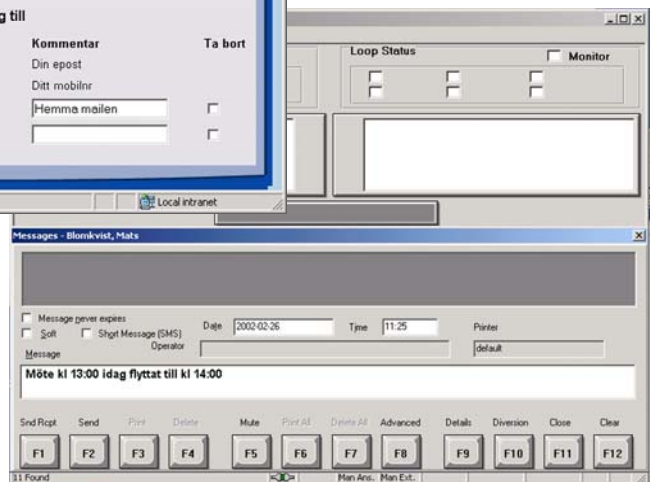 g till
Kommentar Ta bort
Din epost
Ditt mobilnr
Hemma mailen
Local intranet
Loop Status Monitor
Messages - Blomkvist, Mats
Message never expires
Soft Short Message (SMS) Date 2002-02-26 Time 11:25 Printer
Operator default
Message
Möte kl 13:00 idag flyttat till kl 14:00
Snd Rcpt Send Print Delete Mute Print All Delete All Advanced Details Diversion Close Clear
F1 F2 F3 F4 F5 F6 F7 F8 F9 F10 F11 F12
11 Found Man Ans. Man Ext.